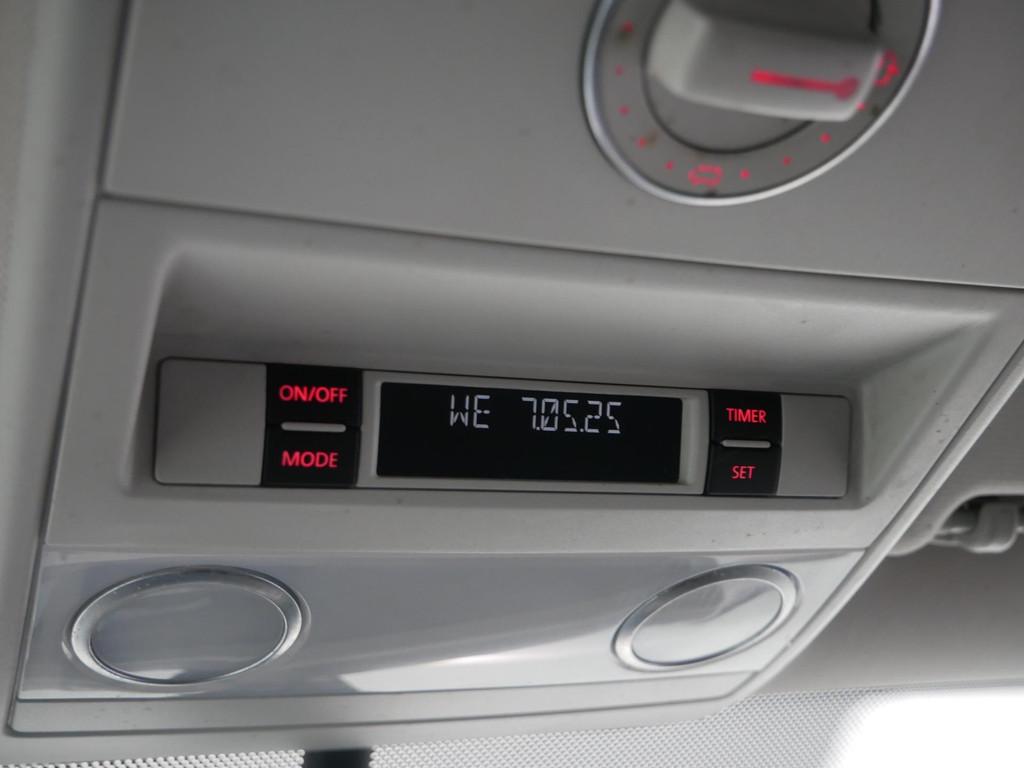 ON/OFF
MODE
WE 7.05.25
TIMER
SET